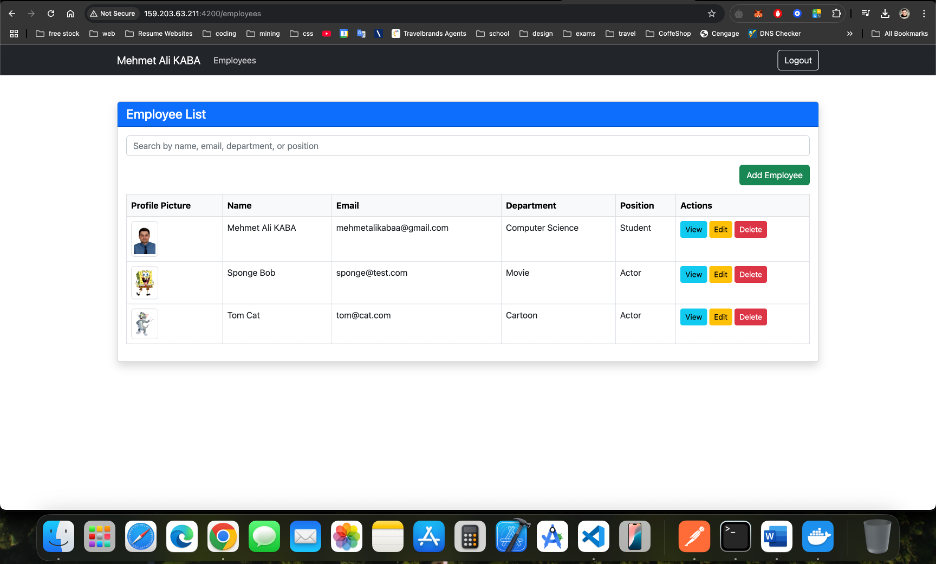 Not Secure 159.203.63.211:4200/employees
free stock web Resume Websites coding mining css Travelbrands Agents school design exams travel CoffeShop Cengage DNS Checker » All Bookmarks
Mehmet Ali KABA Employees Logout
Employee List
Search by name, email, department, or position
Add Employee
Profile Picture Name Email Department Position Actions
Mehmet Ali KABA mehmetalikabaa@gmail.com Computer Science Student View Edit Delete
Sponge Bob sponge@test.com Movie Actor View Edit Delete
Tom Cat tom@cat.com Cartoon Actor View Edit Delete